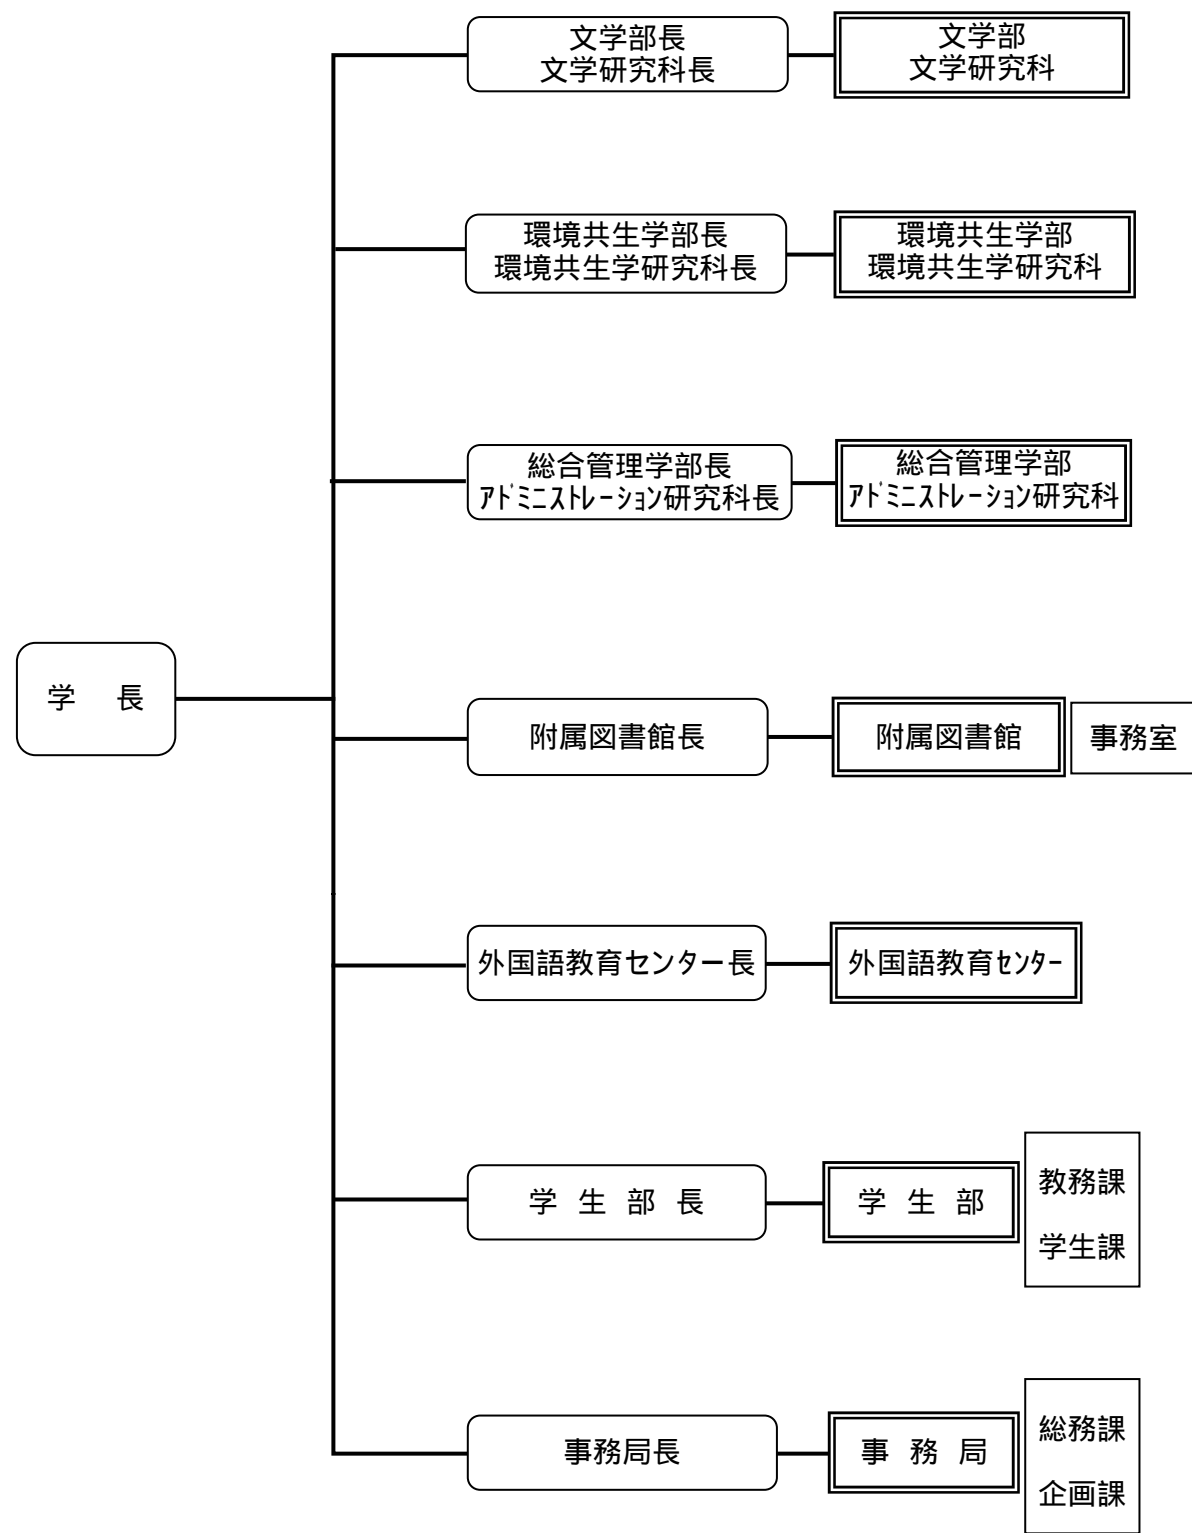 文学部長
文学研究科長
文学部
文学研究科
環境共生学部長
環境共生学研究科長
環境共生学部
環境共生学研究科
総合管理学部長
ｱﾄﾞﾐﾆｽﾄﾚｰｼｮﾝ研究科長
総合管理学部
ｱﾄﾞﾐﾆｽﾄﾚｰｼｮﾝ研究科
学　長
附属図書館長
附属図書館
事務室
外国語教育センター長
外国語教育ｾﾝﾀｰ
学 生 部 長
学 生 部
教務課
学生課
事務局長
事 務 局
総務課
企画課